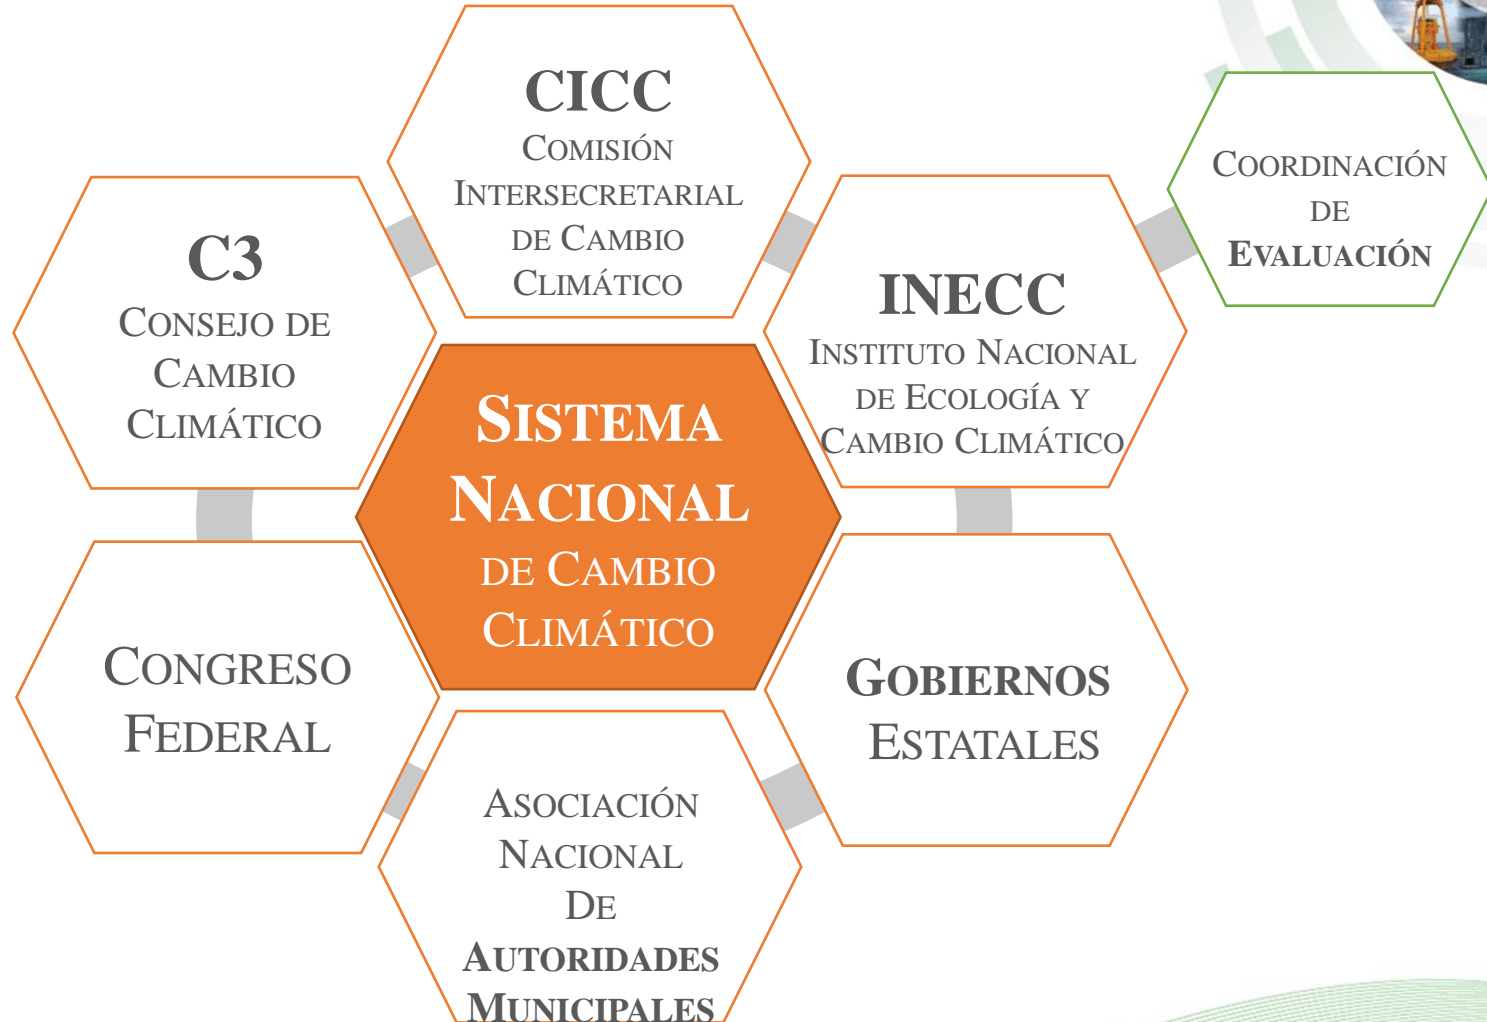 CICC
COMISIÓN
INTERSECRETARIAL
DE CAMBIO
CLIMÁTICO
COORDINACIÓN
DE
EVALUACIÓN
C3
CONSEJO DE
CAMBIO
CLIMÁTICO
INECC
INSTITUTO NACIONAL
DE ECOLOGÍA Y
CAMBIO CLIMÁTICO
SISTEMA
NACIONAL
DE CAMBIO
CLIMÁTICO
CONGRESO
FEDERAL
GOBIERNOS
ESTATALES
ASOCIACIÓN
NACIONAL
DE
AUTORIDADES
MUNICIPALES